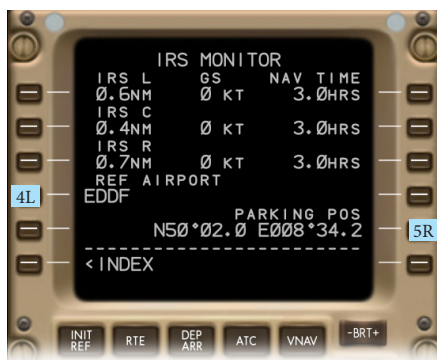 IRS MONITOR
IRS L GS NAV TIME
Ø.6NM Ø KT 3.ØHRS
IRS C
Ø.4NM Ø KT 3.ØHRS
IRS R
Ø.7NM Ø KT 3.ØHRS
REF AIRPORT
4L EDDF
PARKING POS
N5Ø°Ø2.Ø EØØ8°34.2 5R
--------------------------------
<INDEX
INIT REF RTE DEP ARR ATC VNAV -BRT+